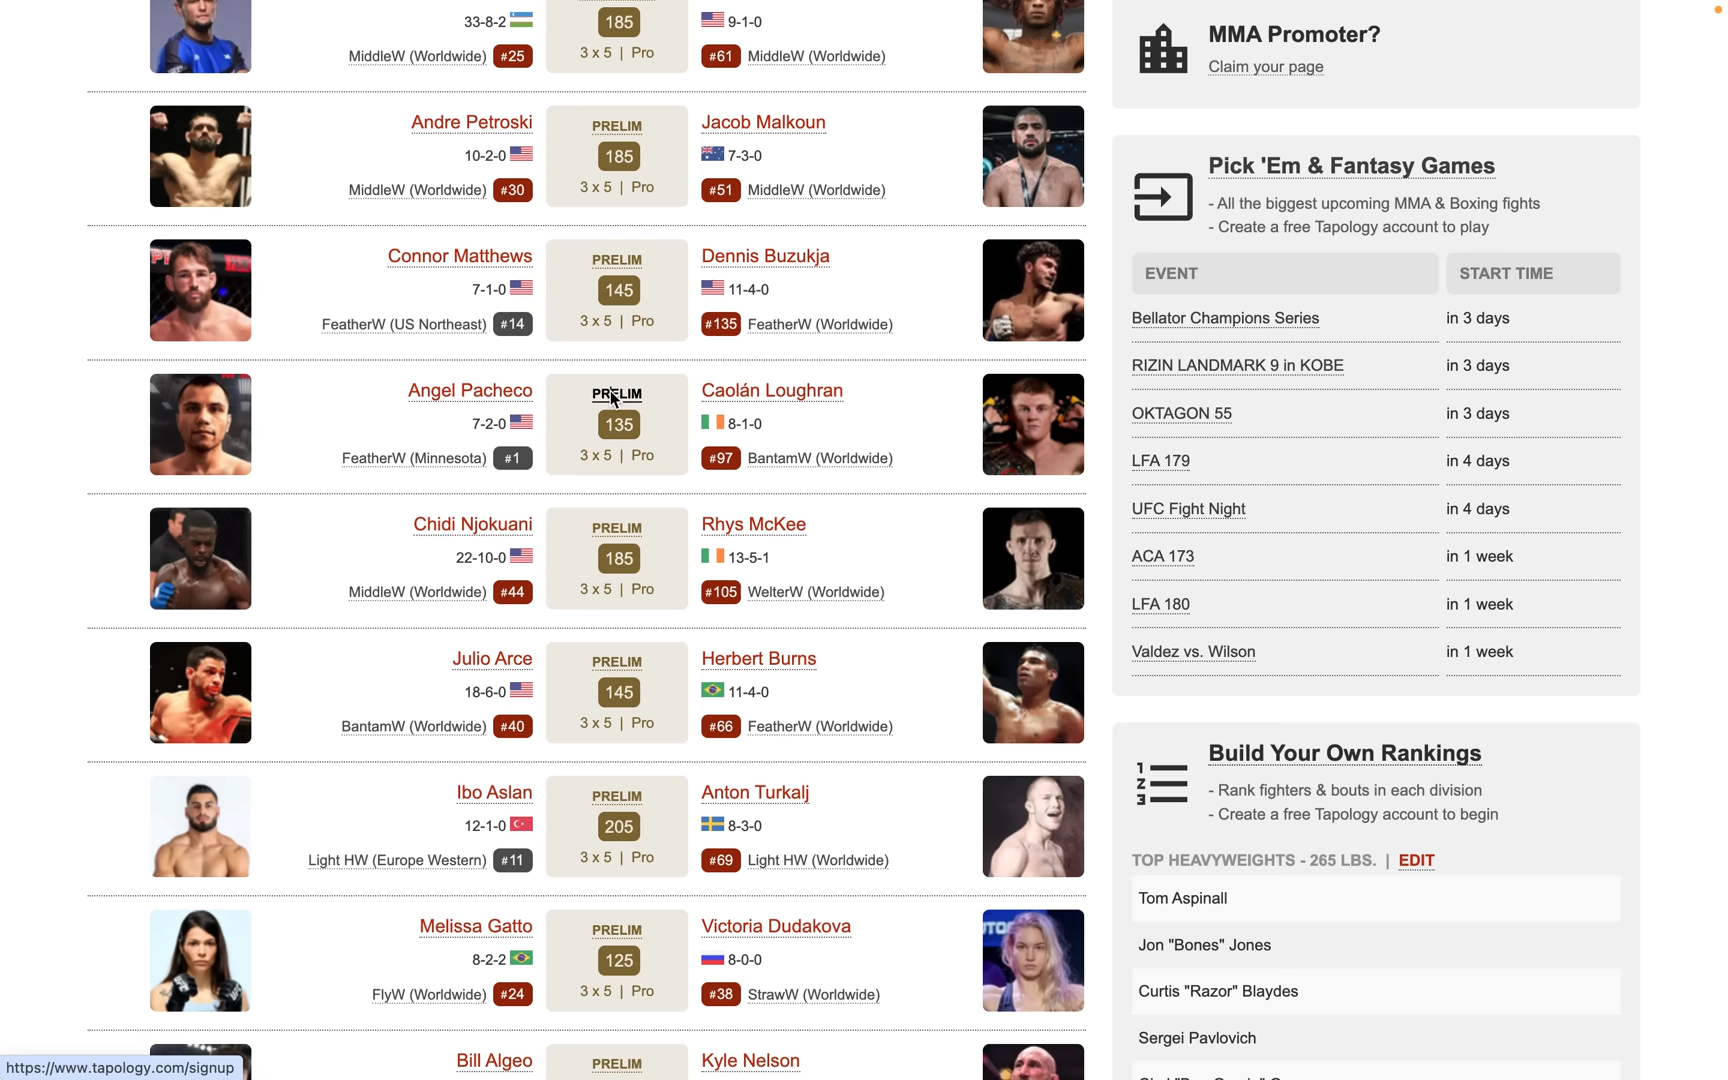 33-8-2
185
9-1-0
MiddleW (Worldwide) #25
3 x 5 | Pro
#61 MiddleW (Worldwide)
Andre Petroski
PRELIM
Jacob Malkoun
10-2-0
185
7-3-0
MiddleW (Worldwide) #30
3 x 5 | Pro
#51 MiddleW (Worldwide)
Connor Matthews
PRELIM
Dennis Buzukja
7-1-0
145
11-4-0
FeatherW (US Northeast) #14
3 x 5 | Pro
#135 FeatherW (Worldwide)
Angel Pacheco
PRELIM
Caolán Loughran
7-2-0
135
8-1-0
FeatherW (Minnesota) #1
3 x 5 | Pro
#97 BantamW (Worldwide)
Chidi Njokuani
PRELIM
Rhys McKee
22-10-0
185
13-5-1
MiddleW (Worldwide) #44
3 x 5 | Pro
#105 WelterW (Worldwide)
Julio Arce
PRELIM
Herbert Burns
18-6-0
145
11-4-0
BantamW (Worldwide) #40
3 x 5 | Pro
#66 FeatherW (Worldwide)
Ibo Aslan
PRELIM
Anton Turkalj
12-1-0
205
8-3-0
Light HW (Europe Western) #11
3 x 5 | Pro
#69 Light HW (Worldwide)
Melissa Gatto
PRELIM
Victoria Dudakova
8-2-2
125
8-0-0
FlyW (Worldwide) #24
3 x 5 | Pro
#38 StrawW (Worldwide)
Bill Algeo
PRELIM
Kyle Nelson
https://www.tapology.com/signup
MMA Promoter?
Claim your page
Pick 'Em & Fantasy Games
- All the biggest upcoming MMA & Boxing fights
- Create a free Tapology account to play
EVENT START TIME
Bellator Champions Series in 3 days
RIZIN LANDMARK 9 in KOBE in 3 days
OKTAGON 55 in 3 days
LFA 179 in 4 days
UFC Fight Night in 4 days
ACA 173 in 1 week
LFA 180 in 1 week
Valdez vs. Wilson in 1 week
Build Your Own Rankings
- Rank fighters & bouts in each division
- Create a free Tapology account to begin
TOP HEAVYWEIGHTS - 265 LBS. | EDIT
Tom Aspinall
Jon "Bones" Jones
Curtis "Razor" Blaydes
Sergei Pavlovich